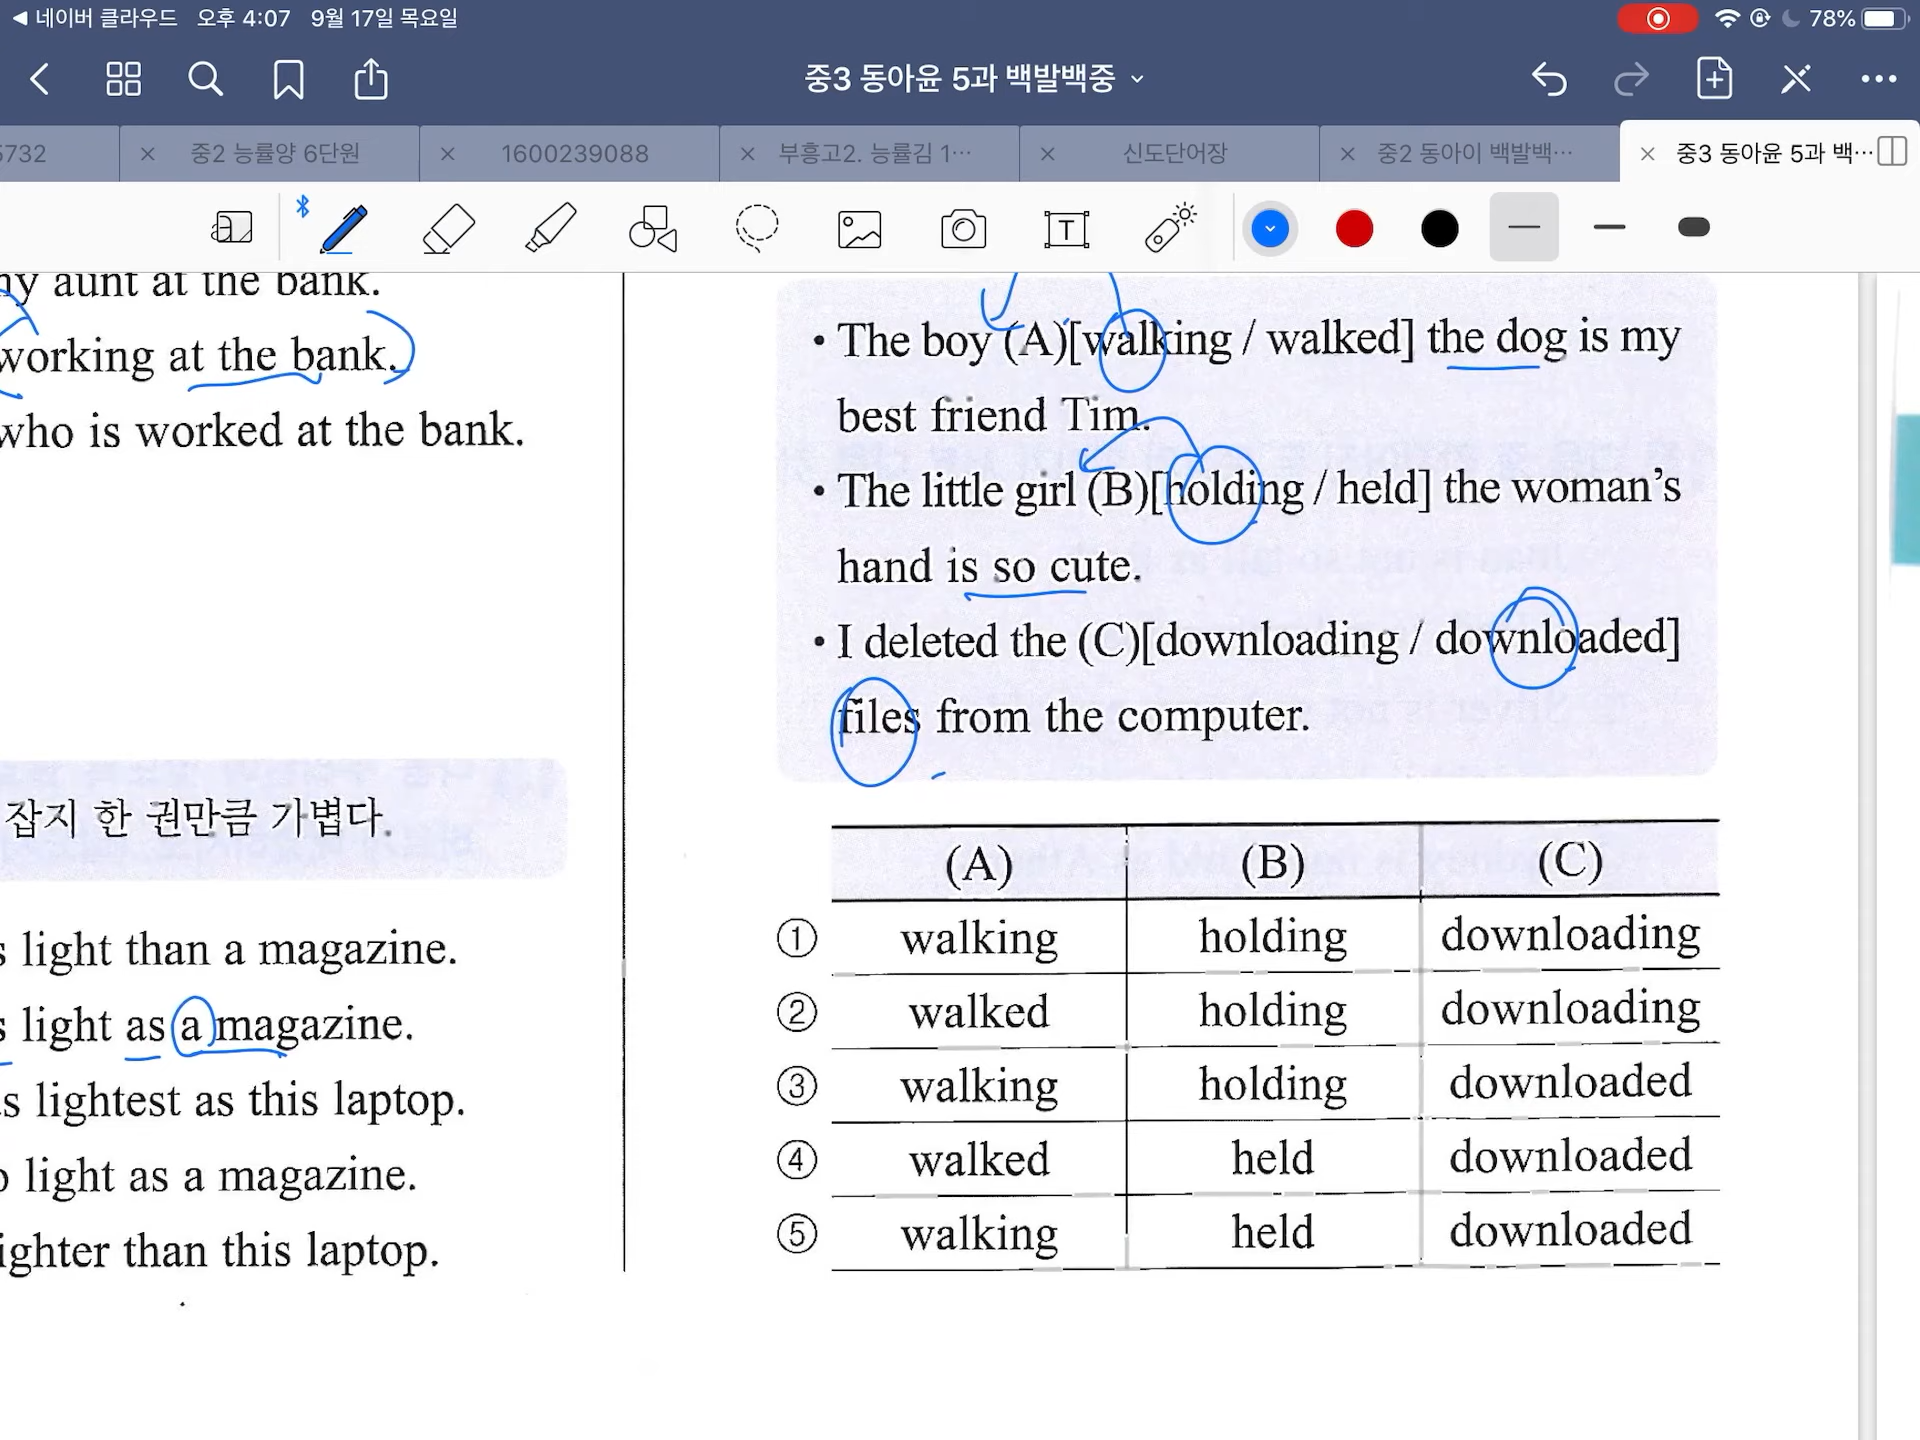 ◀ 네이버 클라우드 오후 4:07 9월 17일 목요일
78%
중3 동아윤 5과 백발백중
5732
중2 능률양 6단원
1600239088
부흥고2. 능률김 1…
신도단어장
중2 동아이 백발백…
중3 동아윤 5과 백…
T
my aunt at the bank.
working at the bank.
who is worked at the bank.
잡지 한 권만큼 가볍다.
s light than a magazine.
s light as a magazine.
s lightest as this laptop.
o light as a magazine.
ighter than this laptop.
• The boy (A)[walking / walked] the dog is my
best friend Tim.
• The little girl (B)[holding / held] the woman's
hand is so cute.
• I deleted the (C)[downloading / downloaded]
files from the computer.
(A) (B) (C)
① walking holding downloading
② walked holding downloading
③ walking holding downloaded
④ walked held downloaded
⑤ walking held downloaded